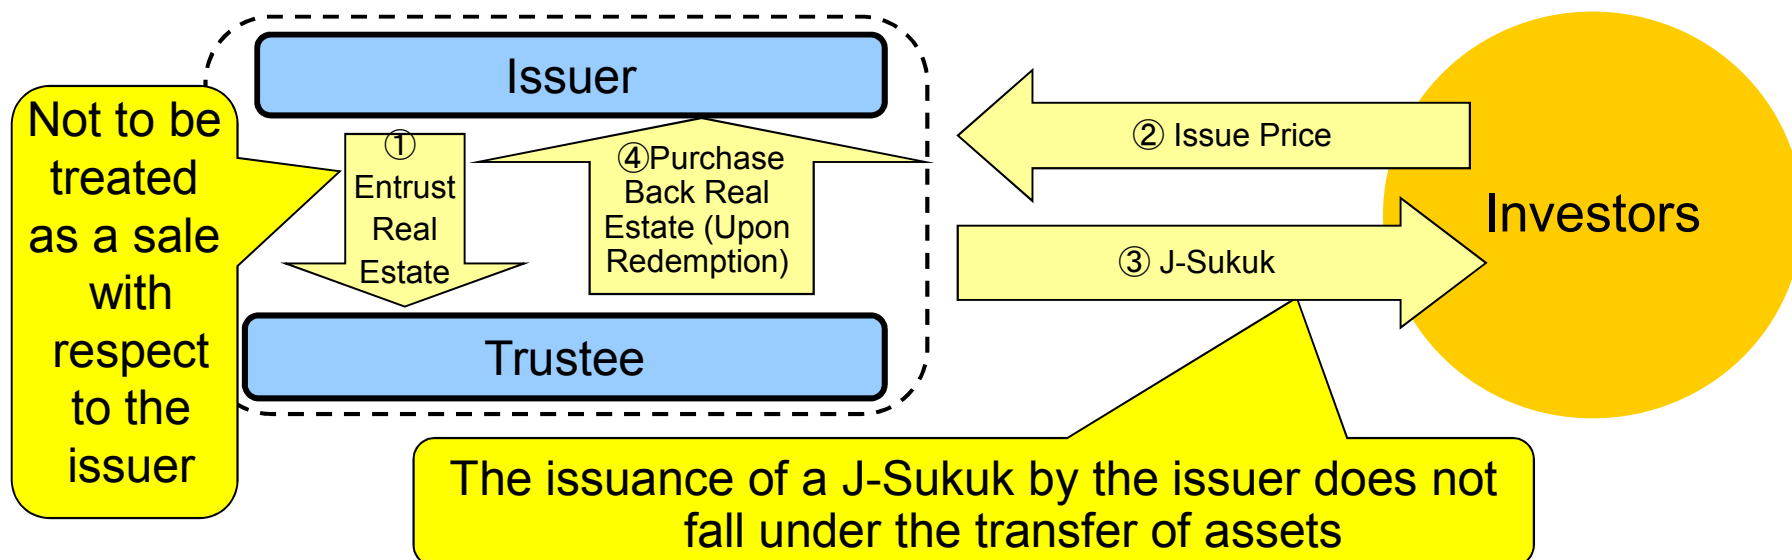 Issuer
Not to be
treated
as a sale
with
respect
to the
issuer
①
Entrust
Real
Estate
④Purchase
Back Real
Estate (Upon
Redemption)
② Issue Price
Investors
③ J-Sukuk
Trustee
The issuance of a J-Sukuk by the issuer does not
fall under the transfer of assets